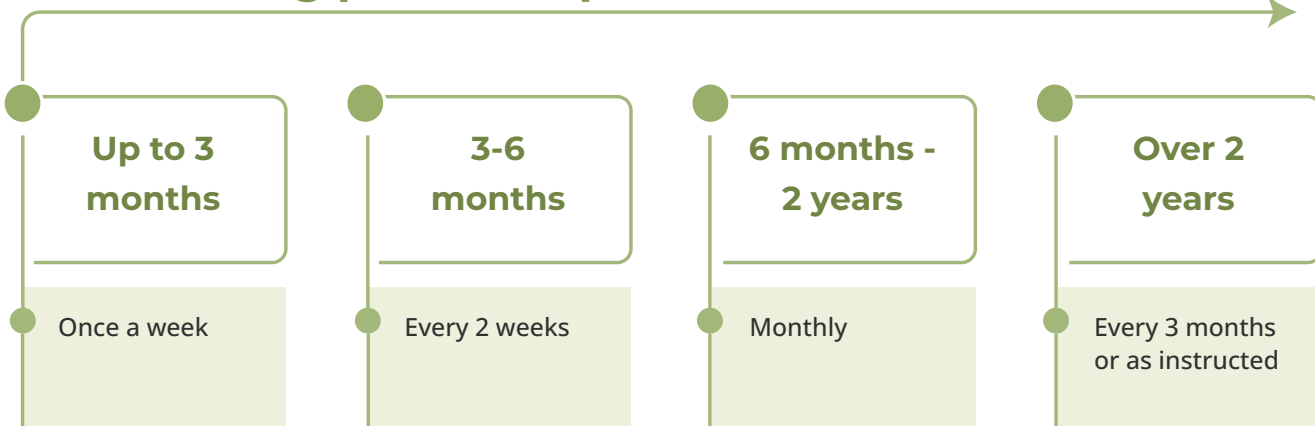 Up to 3
months
3-6
months
6 months -
2 years
Over 2
years
Once a week
Every 2 weeks
Monthly
Every 3 months
or as instructed